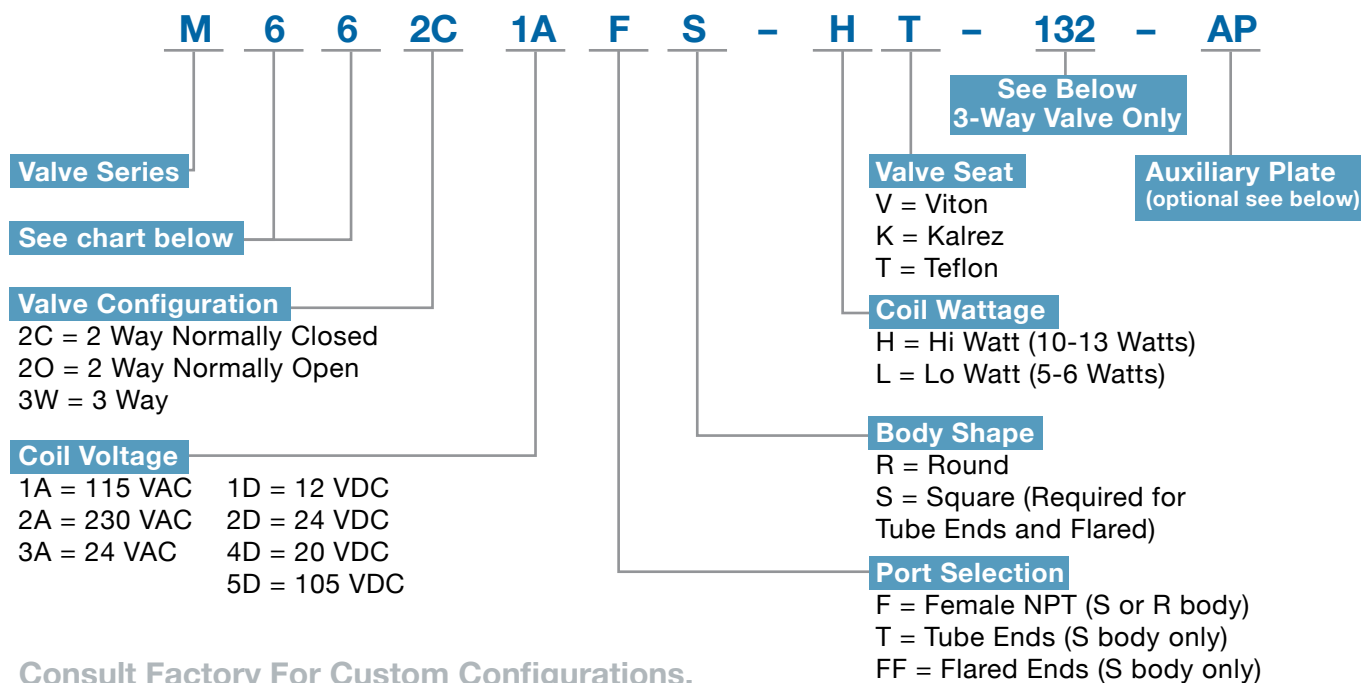 M 6 6 2C 1A F S – H T – 132 – AP
See Below
3-Way Valve Only
Valve Series
See chart below
Valve Configuration
2C = 2 Way Normally Closed
2O = 2 Way Normally Open
3W = 3 Way
Coil Voltage
1A = 115 VAC 1D = 12 VDC
2A = 230 VAC 2D = 24 VDC
3A = 24 VAC 4D = 20 VDC
5D = 105 VDC
Valve Seat
V = Viton
K = Kalrez
T = Teflon
Auxiliary Plate
(optional see below)
Coil Wattage
H = Hi Watt (10-13 Watts)
L = Lo Watt (5-6 Watts)
Body Shape
R = Round
S = Square (Required for
Tube Ends and Flared)
Port Selection
F = Female NPT (S or R body)
T = Tube Ends (S body only)
FF = Flared Ends (S body only)
Consult Factory For Custom Configurations.